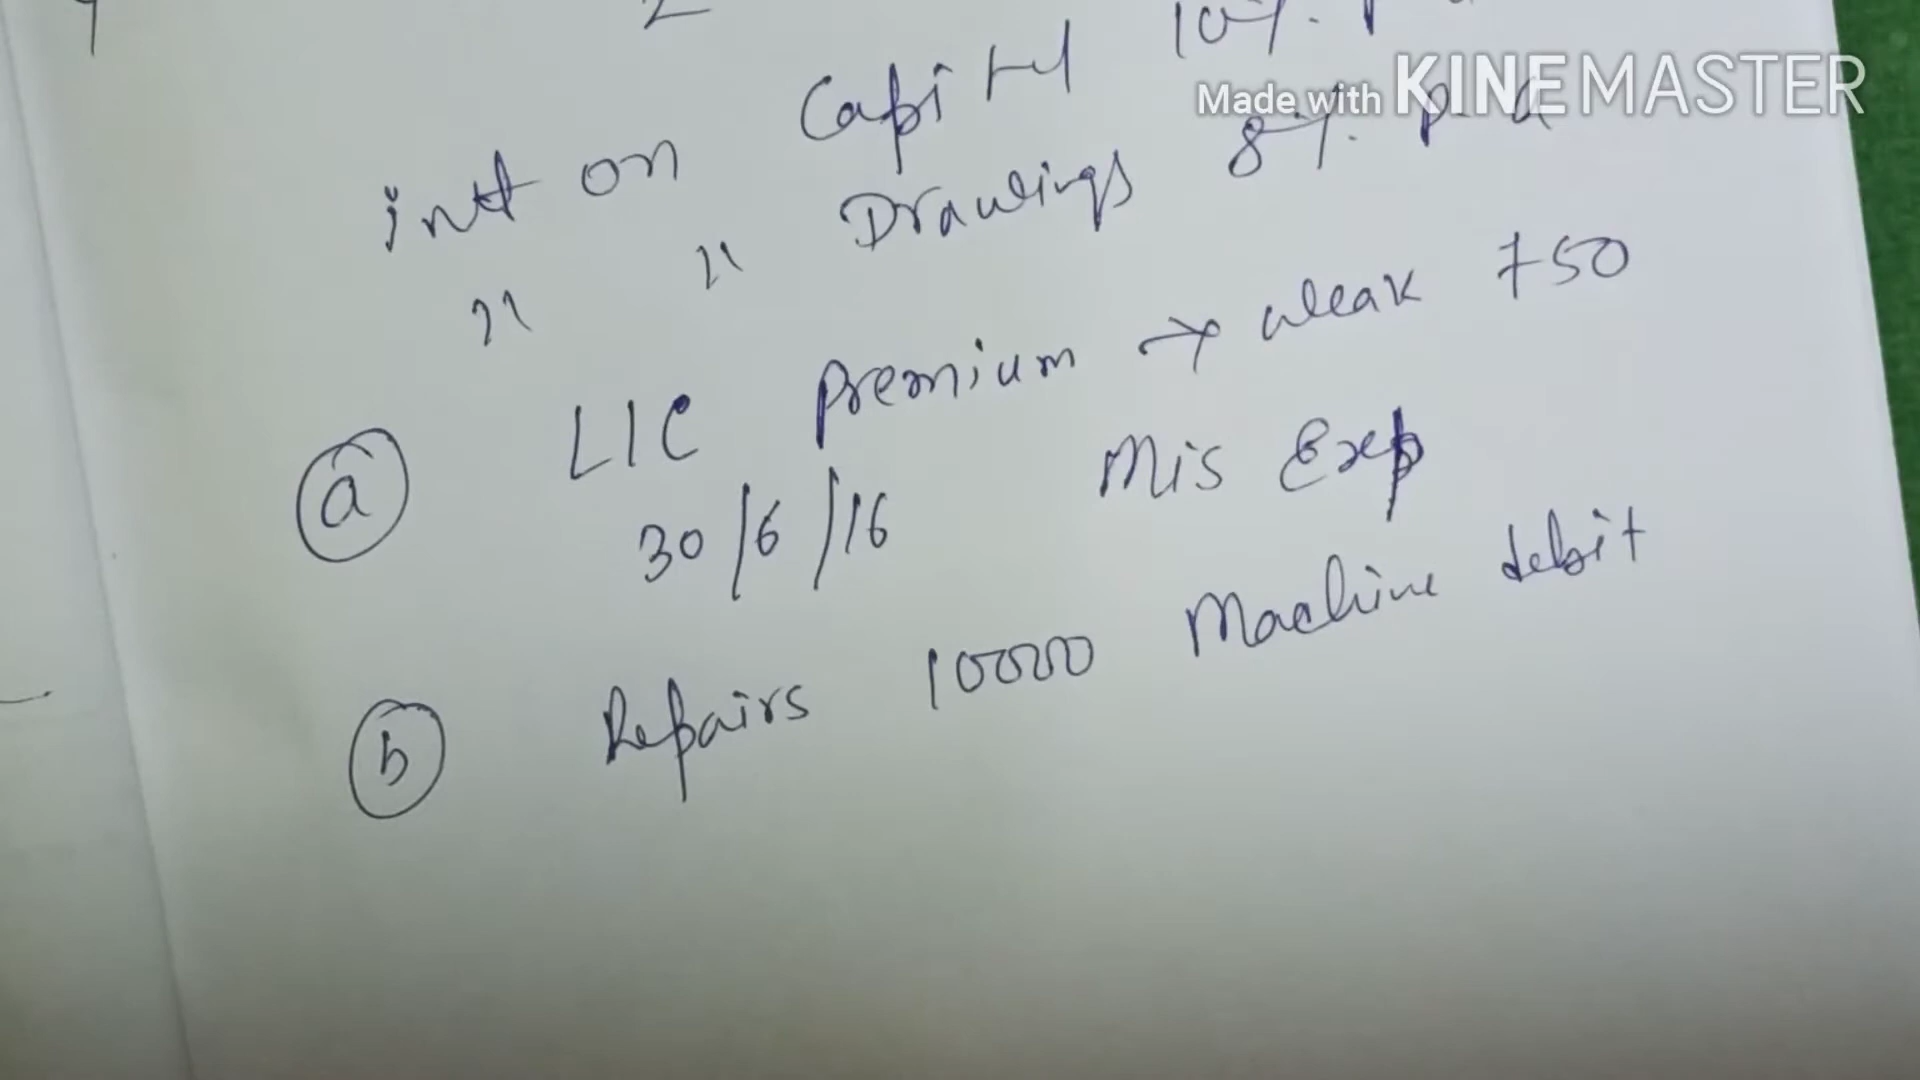 int on Capital 10%. p
Made with KINEMASTER
" " Drawings 8%. p.a
(a) LIC premium → weak 750
30/6/16 Mis Exp
(b) Repairs 10000 Machine debit